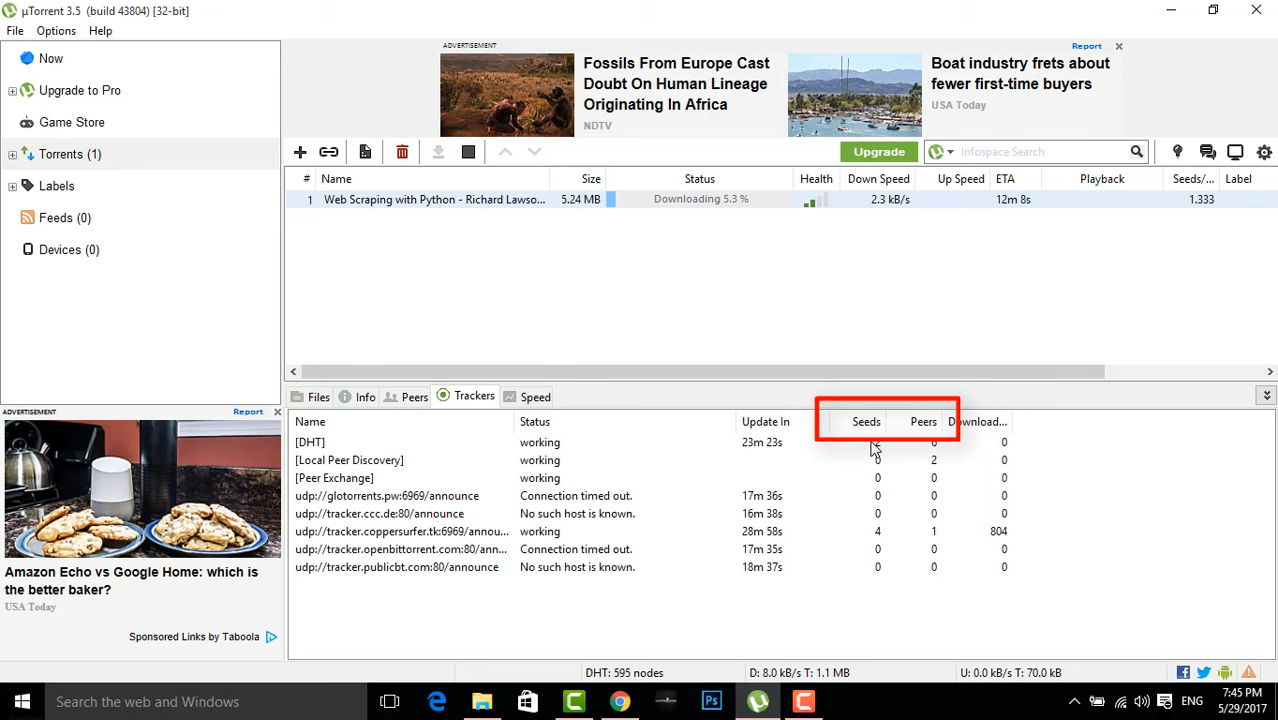 µTorrent 3.5 (build 43804) [32-bit]
File Options Help
Now
Upgrade to Pro
Game Store
Torrents (1)
Labels
Feeds (0)
Devices (0)
ADVERTISEMENT
Report
Fossils From Europe Cast
Doubt On Human Lineage
Originating In Africa
NDTV
Boat industry frets about
fewer first-time buyers
USA Today
Upgrade
Infospace Search
# Name Size Status Health Down Speed Up Speed ETA Playback Seeds/... Label
1 Web Scraping with Python - Richard Lawso... 5.24 MB Downloading 5.3 % 2.3 kB/s 12m 8s 1.333
Files Info Peers Trackers Speed
Name Status Update In Seeds Peers Download...
[DHT] working 23m 23s 0
[Local Peer Discovery] working 0 2 0
[Peer Exchange] working 0 0 0
udp://glotorrents.pw:6969/announce Connection timed out. 17m 36s 0 0 0
udp://tracker.ccc.de:80/announce No such host is known. 16m 38s 0 0 0
udp://tracker.coppersurfer.tk:6969/announ... working 28m 58s 4 1 804
udp://tracker.openbittorrent.com:80/ann... Connection timed out. 17m 35s 0 0 0
udp://tracker.publicbt.com:80/announce No such host is known. 18m 37s 0 0 0
ADVERTISEMENT
Report
Amazon Echo vs Google Home: which is
the better baker?
USA Today
Sponsored Links by Taboola
DHT: 595 nodes D: 8.0 kB/s T: 1.1 MB U: 0.0 kB/s T: 70.0 kB
Search the web and Windows
Ps
ENG
7:45 PM
5/29/2017